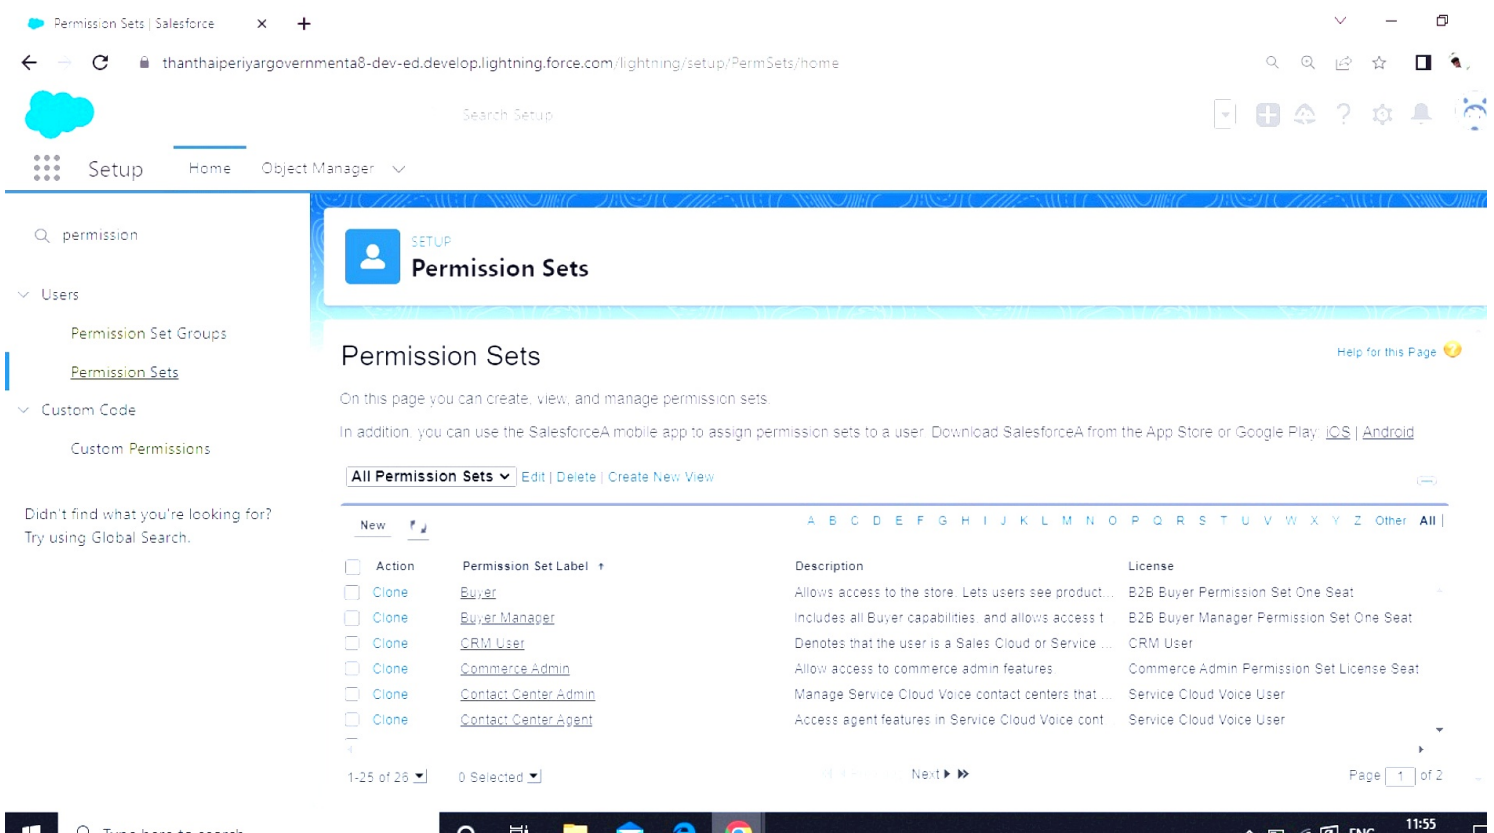 Permission Sets | Salesforce
thanthaiperiyargovernmenta8-dev-ed.develop.lightning.force.com/lightning/setup/PermSets/home
Search Setup
Setup Home Object Manager
permission
Users
Permission Set Groups
Permission Sets
Custom Code
Custom Permissions
Didn't find what you're looking for?
Try using Global Search.
SETUP
Permission Sets
Permission Sets
Help for this Page
On this page you can create, view, and manage permission sets.
In addition, you can use the SalesforceA mobile app to assign permission sets to a user. Download SalesforceA from the App Store or Google Play: iOS | Android
All Permission Sets Edit | Delete | Create New View
New A B C D E F G H I J K L M N O P Q R S T U V W X Y Z Other All
Action Permission Set Label ↑ Description License
Clone Buyer Allows access to the store. Lets users see product... B2B Buyer Permission Set One Seat
Clone Buyer Manager Includes all Buyer capabilities, and allows access t... B2B Buyer Manager Permission Set One Seat
Clone CRM User Denotes that the user is a Sales Cloud or Service ... CRM User
Clone Commerce Admin Allow access to commerce admin features. Commerce Admin Permission Set License Seat
Clone Contact Center Admin Manage Service Cloud Voice contact centers that ... Service Cloud Voice User
Clone Contact Center Agent Access agent features in Service Cloud Voice cont... Service Cloud Voice User
1-25 of 26 0 Selected Next Page 1 of 2
Type here to search
ENG 11:55